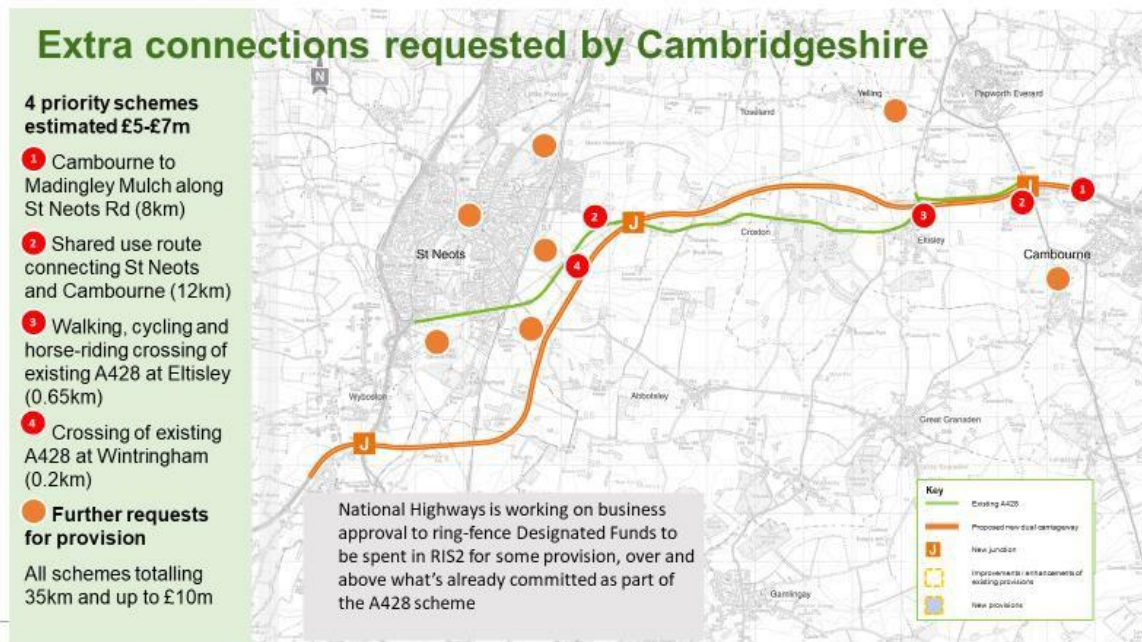 Extra connections requested by Cambridgeshire
N
4 priority schemes
estimated £5-£7m
1 Cambourne to
Madingley Mulch along
St Neots Rd (8km)
2 Shared use route
connecting St Neots
and Cambourne (12km)
3 Walking, cycling and
horse-riding crossing of
existing A428 at Eltisley
(0.65km)
4 Crossing of existing
A428 at Wintringham
(0.2km)
Further requests
for provision
All schemes totalling
35km and up to £10m
Yelling
Papworth Everard
Toseland
J
1
2
3
2
J
Croxton
Eltisley
St Neots
4
Cambourne
Wyboston
Abbotsley
J
Great Gransden
Gamlingay
National Highways is working on business
approval to ring-fence Designated Funds to
be spent in RIS2 for some provision, over and
above what's already committed as part of
the A428 scheme
Key
Existing A428
Proposed new dual carriageway
J New junction
Improvements / enhancements of
existing provisions
New provisions